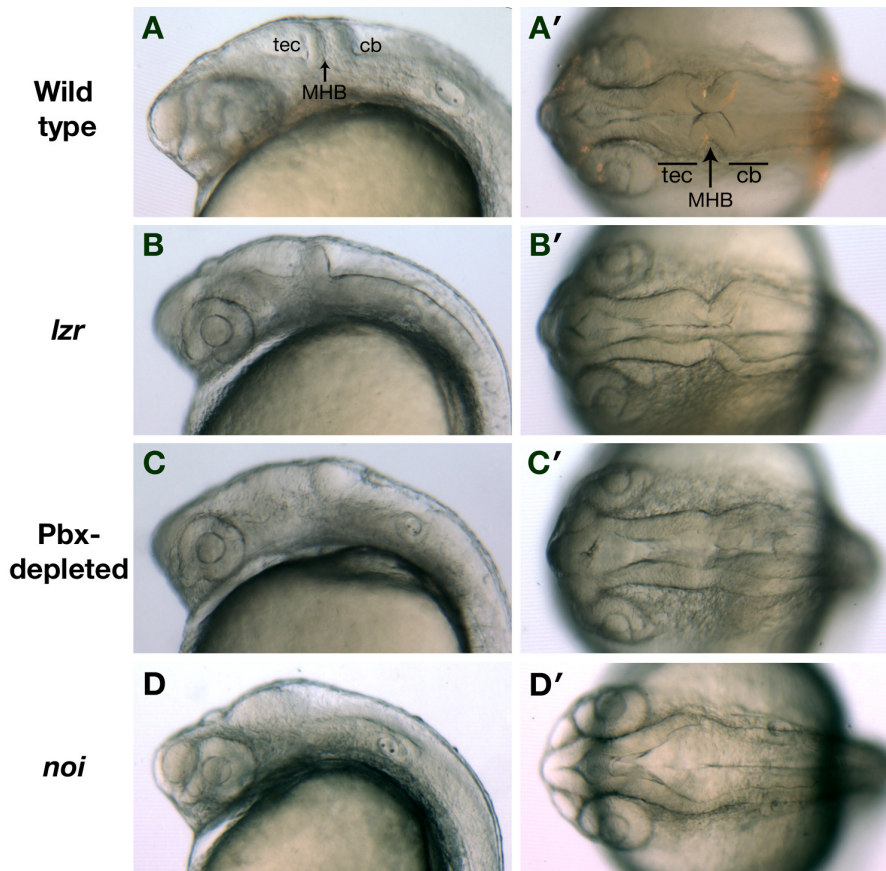 A
A′
Wild
type
tec
cb
MHB
tec
cb
MHB
B
B′
lzr
C
C′
Pbx-
depleted
D
D′
noi